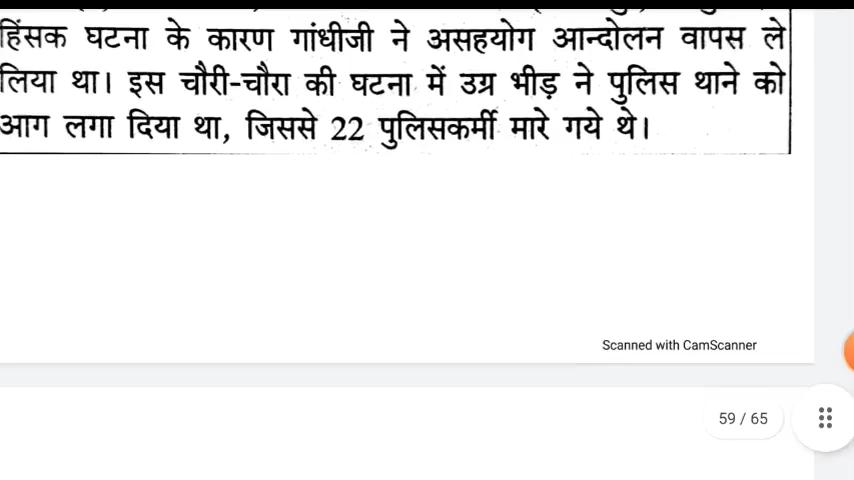 हिंसक घटना के कारण गांधीजी ने असहयोग आन्दोलन वापस ले
लिया था। इस चौरी-चौरा की घटना में उग्र भीड़ ने पुलिस थाने को
आग लगा दिया था, जिससे 22 पुलिसकर्मी मारे गये थे।
Scanned with CamScanner
59 / 65